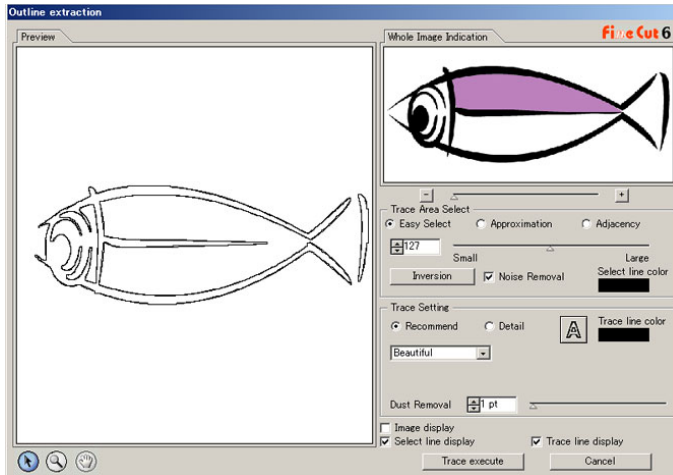 Outline extraction
Preview
Whole Image Indication
Fine Cut 6
- +
Trace Area Select
Easy Select Approximation Adjacency
127
Small Large
Inversion Noise Removal Select line color
Trace Setting
Recommend Detail A Trace line color
Beautiful
Dust Removal 1 pt
Image display
Select line display Trace line display
Trace execute Cancel